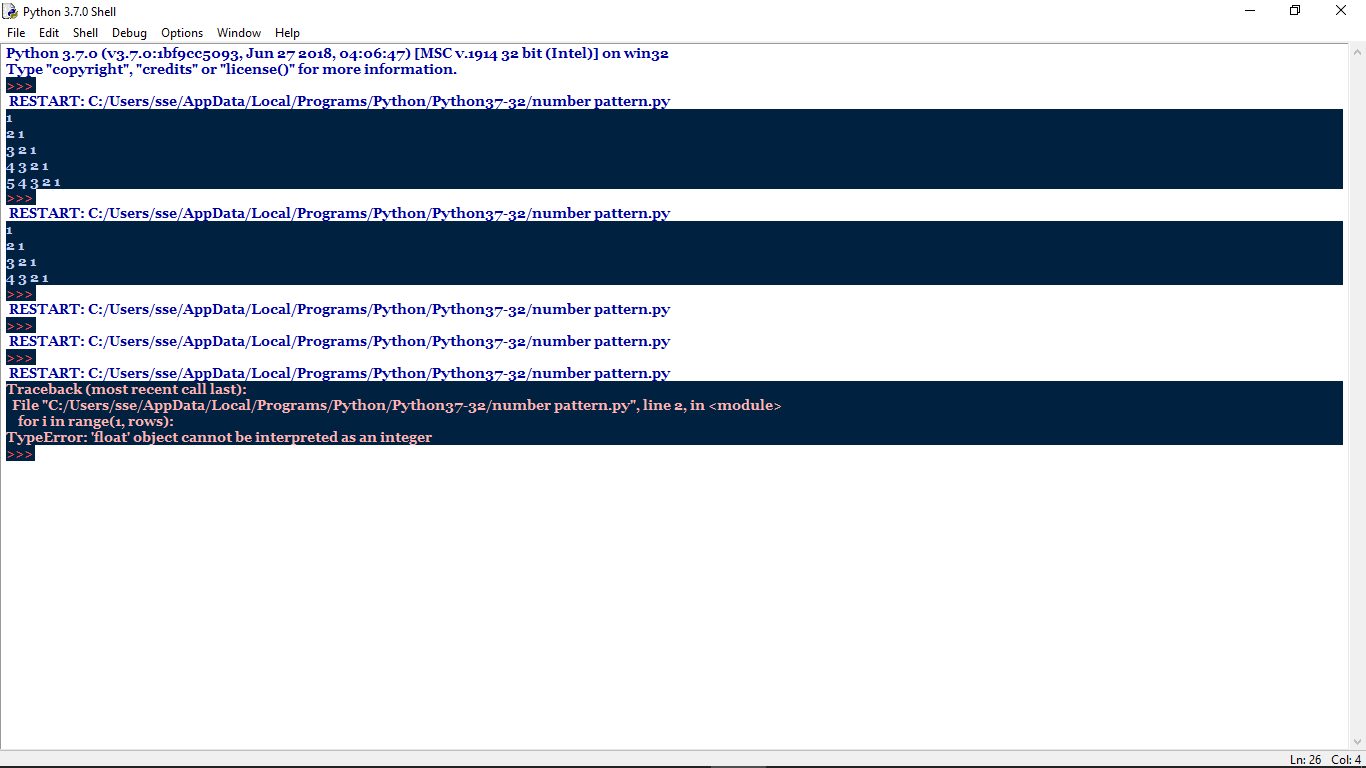 Python 3.7.0 Shell
File Edit Shell Debug Options Window Help
Python 3.7.0 (v3.7.0:1bf9cc5093, Jun 27 2018, 04:06:47) [MSC v.1914 32 bit (Intel)] on win32
Type "copyright", "credits" or "license()" for more information.
>>>
RESTART: C:/Users/sse/AppData/Local/Programs/Python/Python37-32/number pattern.py
1
2 1
3 2 1
4 3 2 1
5 4 3 2 1
>>>
RESTART: C:/Users/sse/AppData/Local/Programs/Python/Python37-32/number pattern.py
1
2 1
3 2 1
4 3 2 1
>>>
RESTART: C:/Users/sse/AppData/Local/Programs/Python/Python37-32/number pattern.py
>>>
RESTART: C:/Users/sse/AppData/Local/Programs/Python/Python37-32/number pattern.py
>>>
RESTART: C:/Users/sse/AppData/Local/Programs/Python/Python37-32/number pattern.py
Traceback (most recent call last):
File "C:/Users/sse/AppData/Local/Programs/Python/Python37-32/number pattern.py", line 2, in <module>
for i in range(1, rows):
TypeError: 'float' object cannot be interpreted as an integer
>>>
Ln: 26 Col: 4